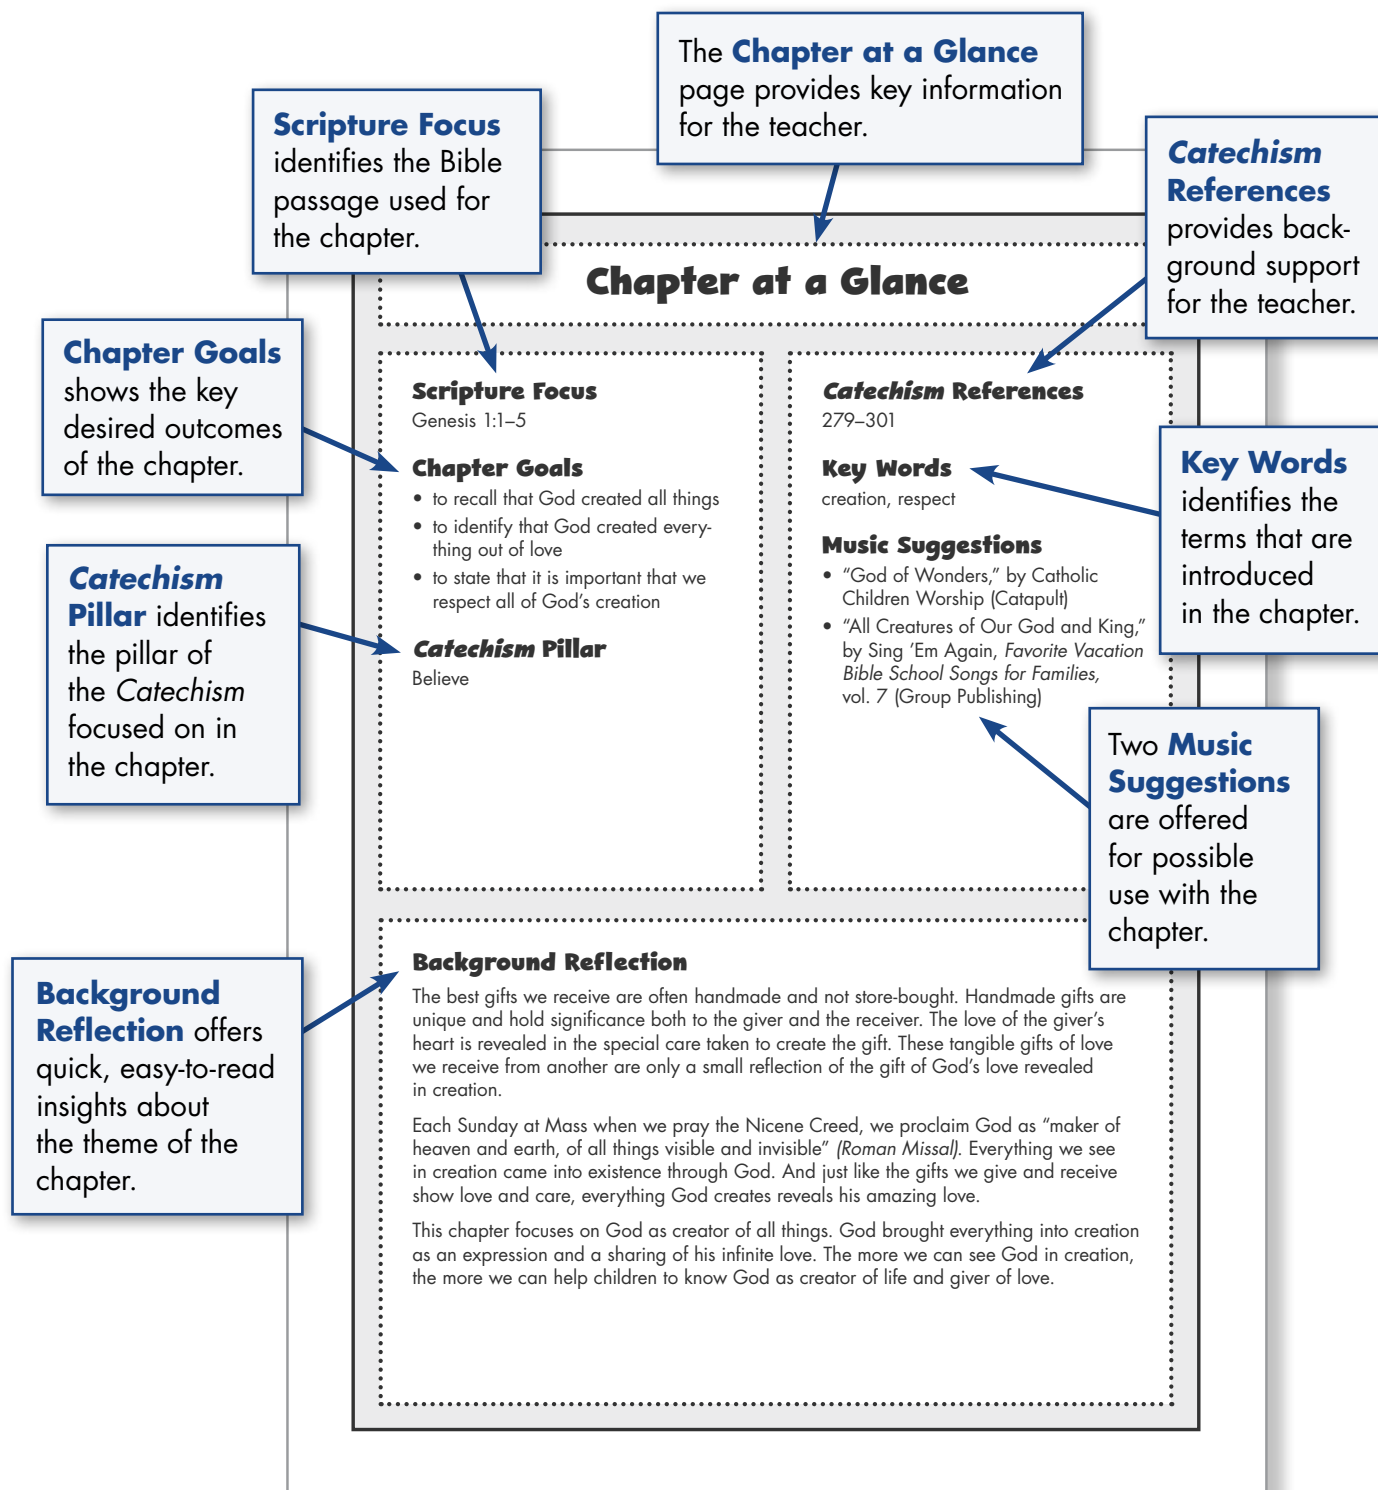 The Chapter at a Glance
page provides key information
for the teacher.
Scripture Focus
identifies the Bible
passage used for
the chapter.
Catechism
References
provides back-
ground support
for the teacher.
Chapter at a Glance
Chapter Goals
shows the key
desired outcomes
of the chapter.
Scripture Focus
Genesis 1:1–5
Chapter Goals
• to recall that God created all things
• to identify that God created every-
thing out of love
• to state that it is important that we
respect all of God’s creation
Catechism Pillar
Believe
Catechism
Pillar identifies
the pillar of
the Catechism
focused on in
the chapter.
Catechism References
279–301
Key Words
creation, respect
Music Suggestions
• “God of Wonders,” by Catholic
Children Worship (Catapult)
• “All Creatures of Our God and King,”
by Sing ’Em Again, Favorite Vacation
Bible School Songs for Families,
vol. 7 (Group Publishing)
Key Words
identifies the
terms that are
introduced
in the chapter.
Two Music
Suggestions
are offered
for possible
use with the
chapter.
Background
Reflection offers
quick, easy-to-read
insights about
the theme of the
chapter.
Background Reflection
The best gifts we receive are often handmade and not store-bought. Handmade gifts are
unique and hold significance both to the giver and the receiver. The love of the giver’s
heart is revealed in the special care taken to create the gift. These tangible gifts of love
we receive from another are only a small reflection of the gift of God’s love revealed
in creation.
Each Sunday at Mass when we pray the Nicene Creed, we proclaim God as “maker of
heaven and earth, of all things visible and invisible” (Roman Missal). Everything we see
in creation came into existence through God. And just like the gifts we give and receive
show love and care, everything God creates reveals his amazing love.
This chapter focuses on God as creator of all things. God brought everything into creation
as an expression and a sharing of his infinite love. The more we can see God in creation,
the more we can help children to know God as creator of life and giver of love.